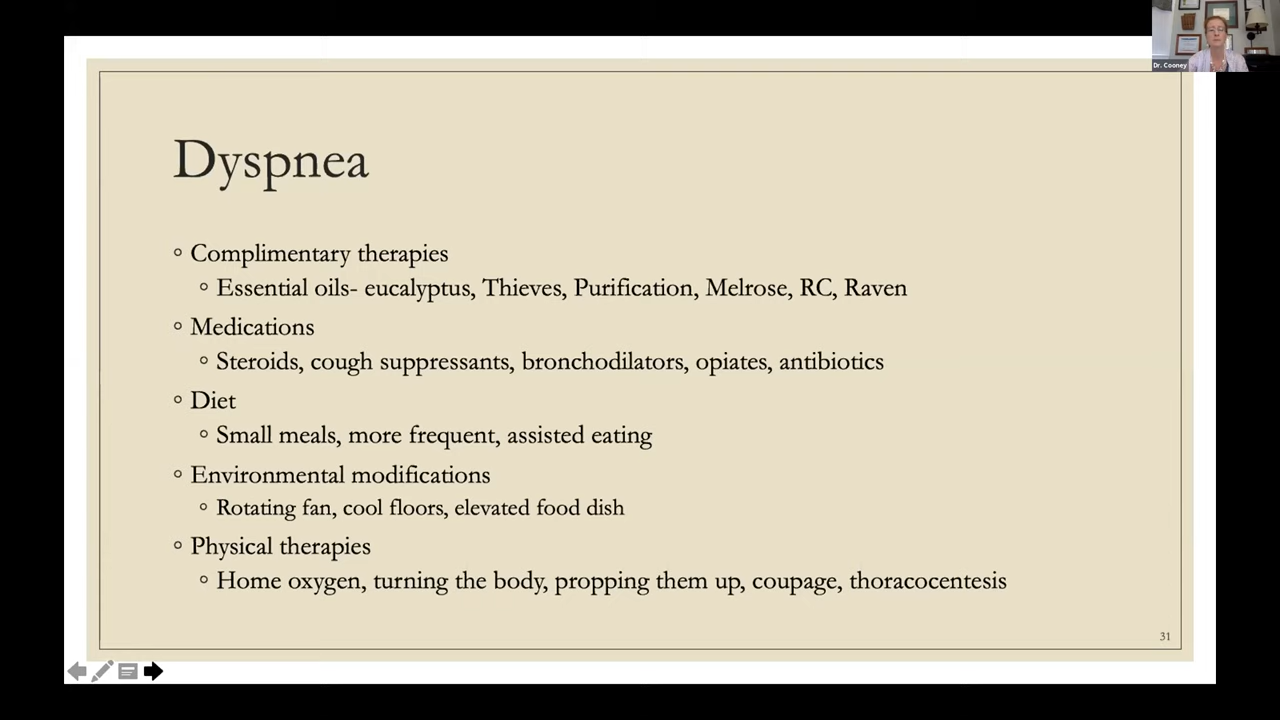 Dr. Cooney
Dyspnea
◦ Complimentary therapies
◦ Essential oils- eucalyptus, Thieves, Purification, Melrose, RC, Raven
◦ Medications
◦ Steroids, cough suppressants, bronchodilators, opiates, antibiotics
◦ Diet
◦ Small meals, more frequent, assisted eating
◦ Environmental modifications
◦ Rotating fan, cool floors, elevated food dish
◦ Physical therapies
◦ Home oxygen, turning the body, propping them up, coupage, thoracocentesis
31